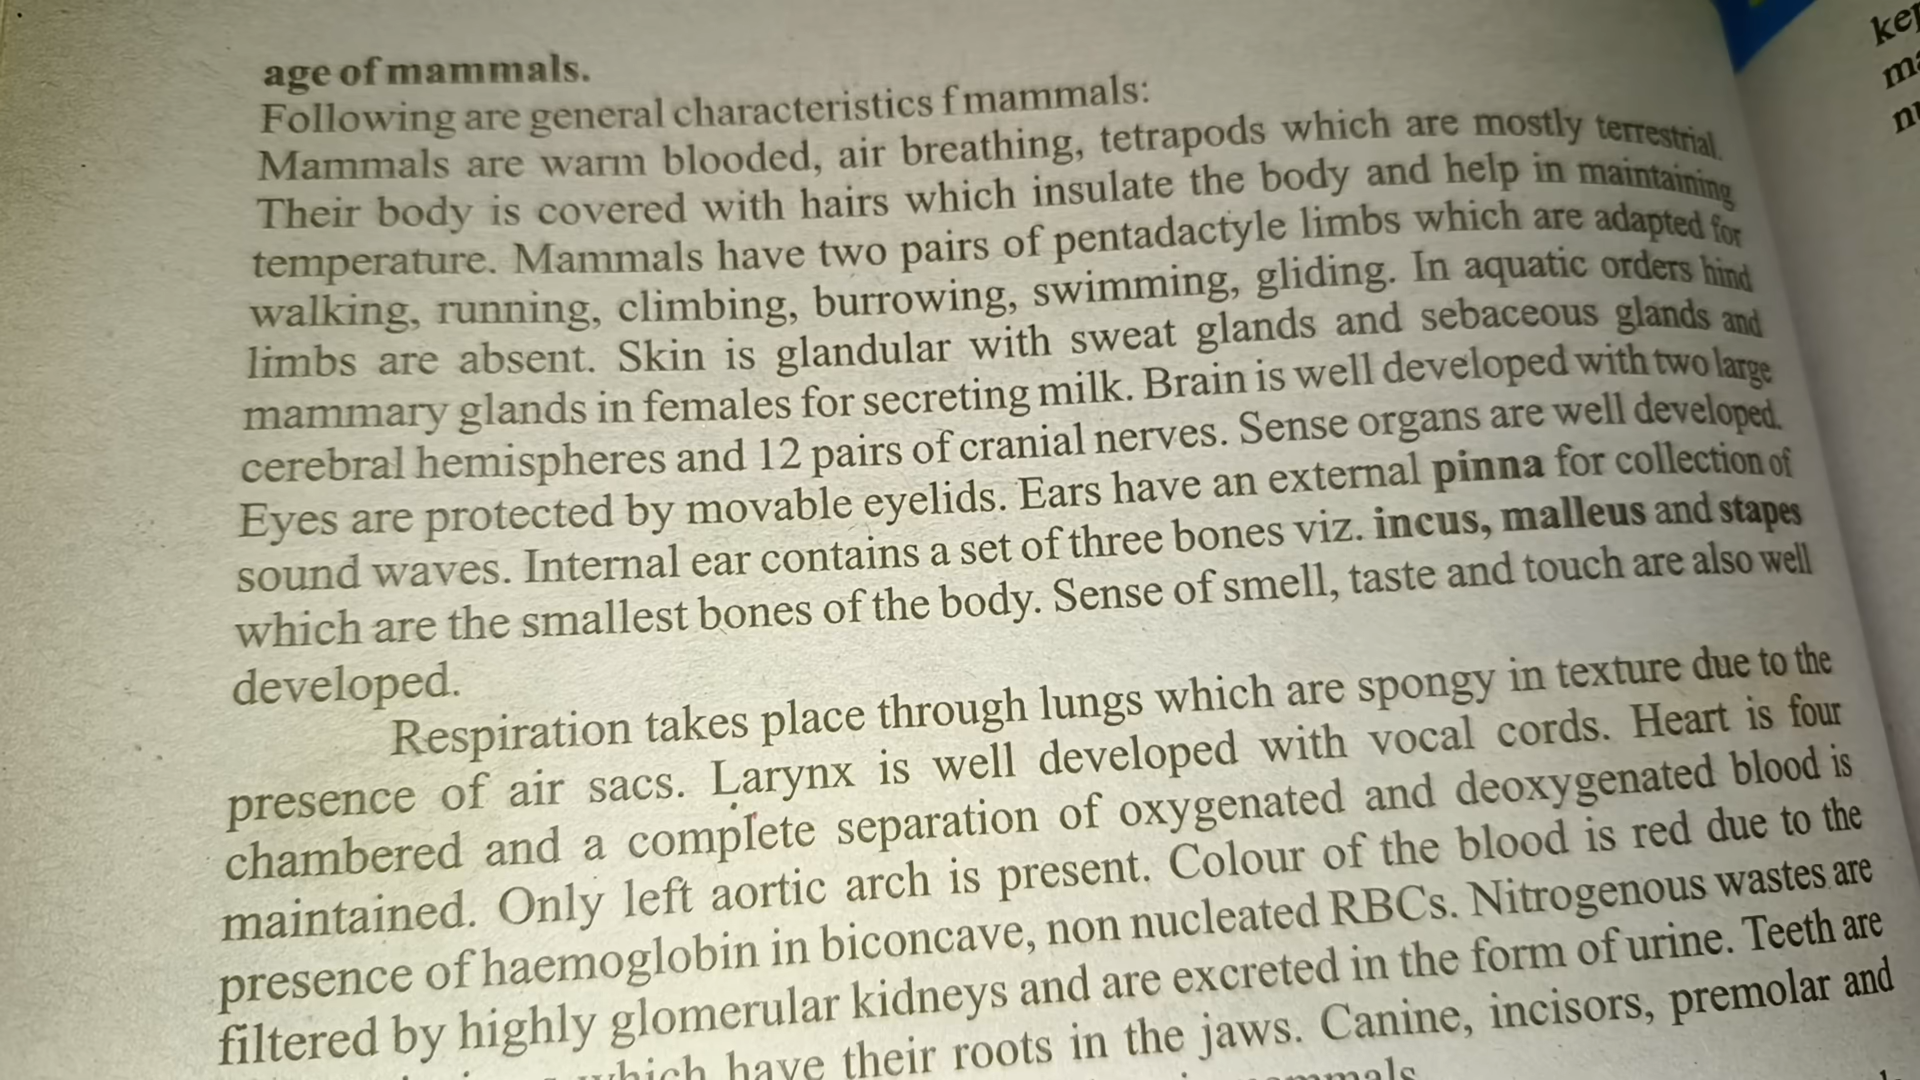 age of mammals.
Following are general characteristics f mammals:
Mammals are warm blooded, air breathing, tetrapods which are mostly terrestrial.
Their body is covered with hairs which insulate the body and help in maintaining
temperature. Mammals have two pairs of pentadactyle limbs which are adapted for
walking, running, climbing, burrowing, swimming, gliding. In aquatic orders hind
limbs are absent. Skin is glandular with sweat glands and sebaceous glands and
mammary glands in females for secreting milk. Brain is well developed with two large
cerebral hemispheres and 12 pairs of cranial nerves. Sense organs are well developed.
Eyes are protected by movable eyelids. Ears have an external pinna for collection of
sound waves. Internal ear contains a set of three bones viz. incus, malleus and stapes
which are the smallest bones of the body. Sense of smell, taste and touch are also well
developed.
Respiration takes place through lungs which are spongy in texture due to the
presence of air sacs. Larynx is well developed with vocal cords. Heart is four
chambered and a complete separation of oxygenated and deoxygenated blood is
maintained. Only left aortic arch is present. Colour of the blood is red due to the
presence of haemoglobin in biconcave, non nucleated RBCs. Nitrogenous wastes are
filtered by highly glomerular kidneys and are excreted in the form of urine. Teeth are
which have their roots in the jaws. Canine, incisors, premolar and